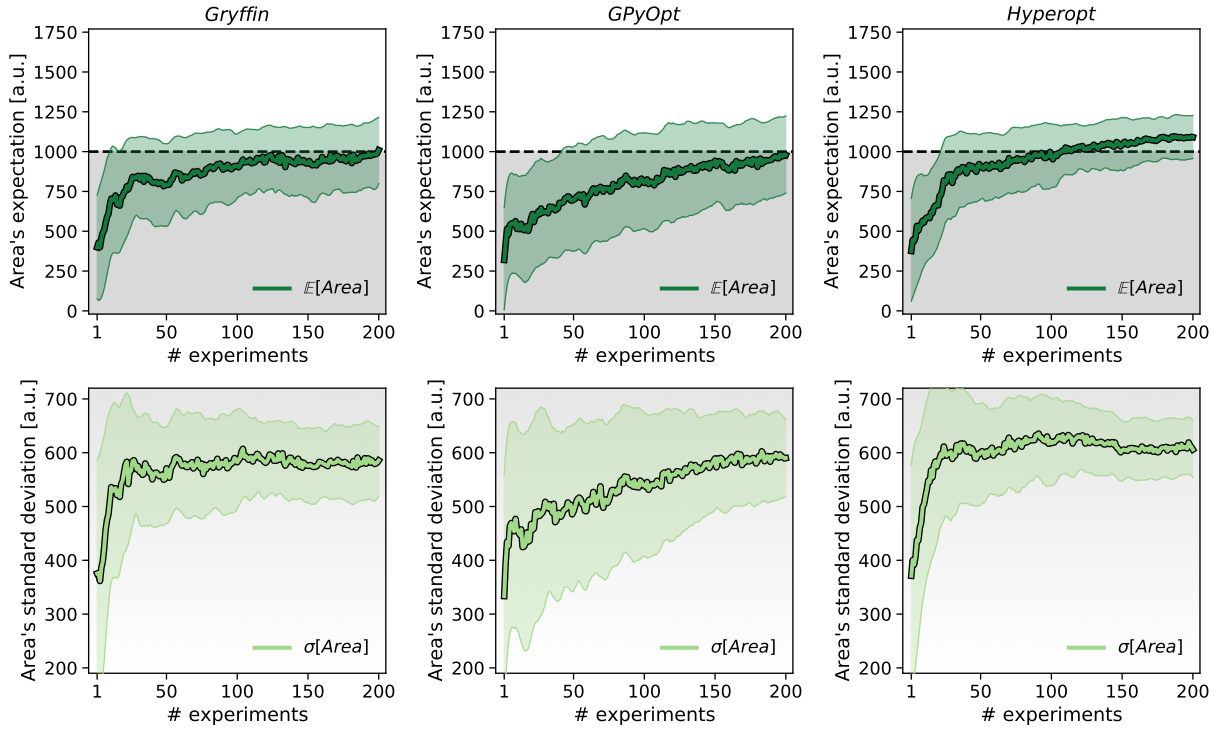 Gryffin
GPyOpt
Hyperopt
Area's expectation [a.u.]
1750
1500
1250
1000
750
500
250
0
𝔼[Area]
1 50 100 150 200
# experiments
Area's expectation [a.u.]
1750
1500
1250
1000
750
500
250
0
𝔼[Area]
1 50 100 150 200
# experiments
Area's expectation [a.u.]
1750
1500
1250
1000
750
500
250
0
𝔼[Area]
1 50 100 150 200
# experiments
Area's standard deviation [a.u.]
700
600
500
400
300
200
σ[Area]
1 50 100 150 200
# experiments
Area's standard deviation [a.u.]
700
600
500
400
300
200
σ[Area]
1 50 100 150 200
# experiments
Area's standard deviation [a.u.]
700
600
500
400
300
200
σ[Area]
1 50 100 150 200
# experiments